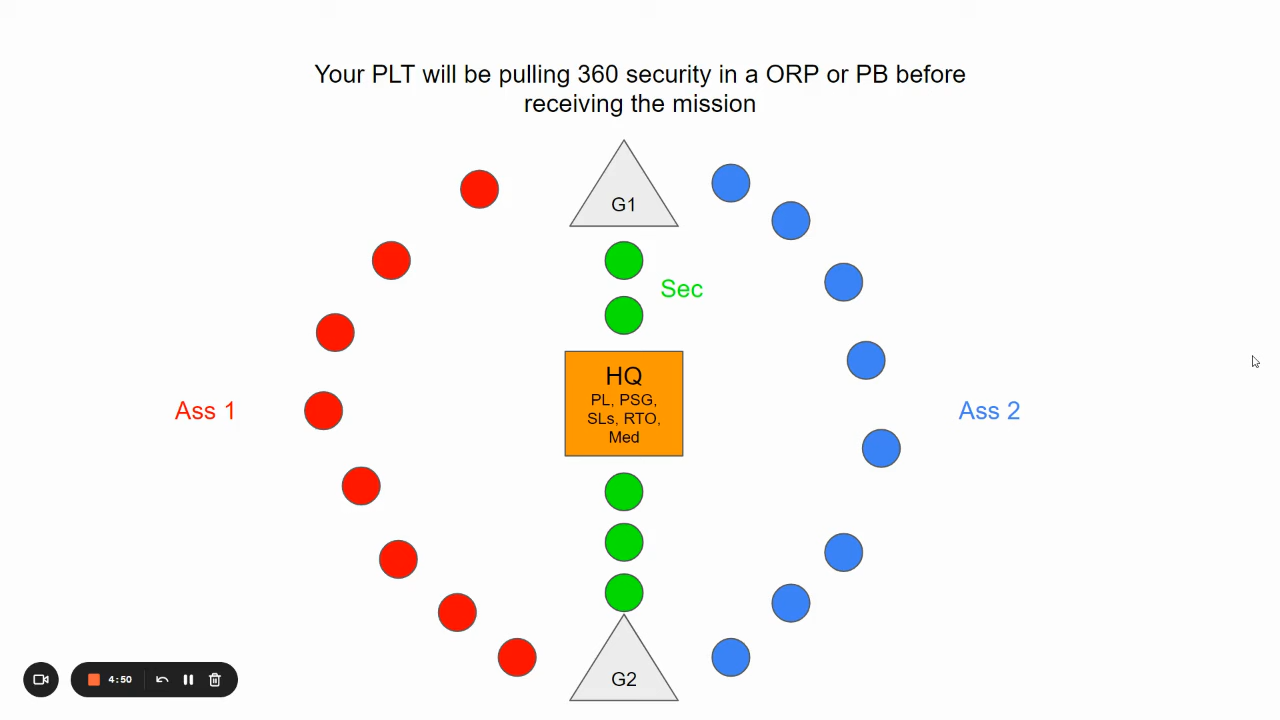 Your PLT will be pulling 360 security in a ORP or PB before
receiving the mission
G1
Sec
HQ
PL, PSG,
SLs, RTO,
Med
Ass 1
Ass 2
G2
4:50